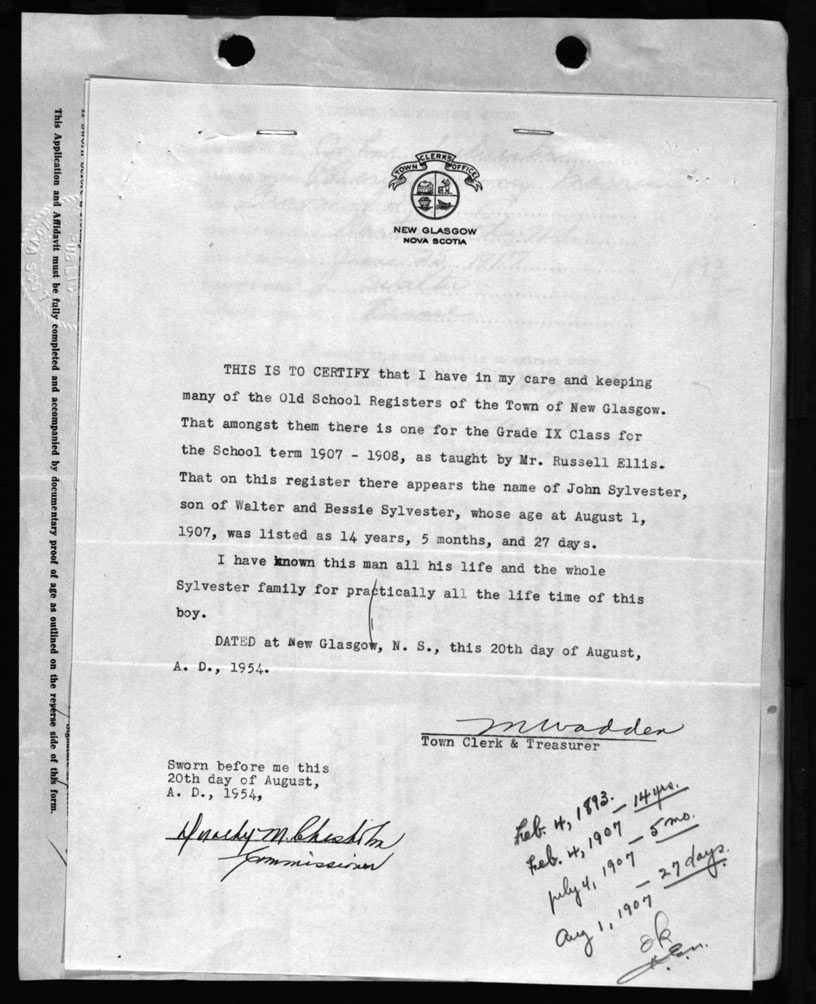 TOWN CLERKS OFFICE
NEW GLASGOW
NOVA SCOTIA
THIS IS TO CERTIFY that I have in my care and keeping
many of the Old School Registers of the Town of New Glasgow.
That amongst them there is one for the Grade IX Class for
the School term 1907 - 1908, as taught by Mr. Russell Ellis.
That on this register there appears the name of John Sylvester,
son of Walter and Bessie Sylvester, whose age at August 1,
1907, was listed as 14 years, 5 months, and 27 days.
I have known this man all his life and the whole
Sylvester family for practically all the life time of this
boy.
DATED at New Glasgow, N. S., this 20th day of August,
A. D., 1954.
M Wadden
Town Clerk & Treasurer
Sworn before me this
20th day of August,
A. D., 1954,
M. Chisholm
Commissioner
Feb. 4, 1893.
Feb. 4, 1907 — 14 yrs.
July 4, 1907 — 5 mo.
Aug 1, 1907 — 27 days.
ok
This Application and Affidavit must be fully completed and accompanied by documentary proof of age as outlined on the reverse side of this form.